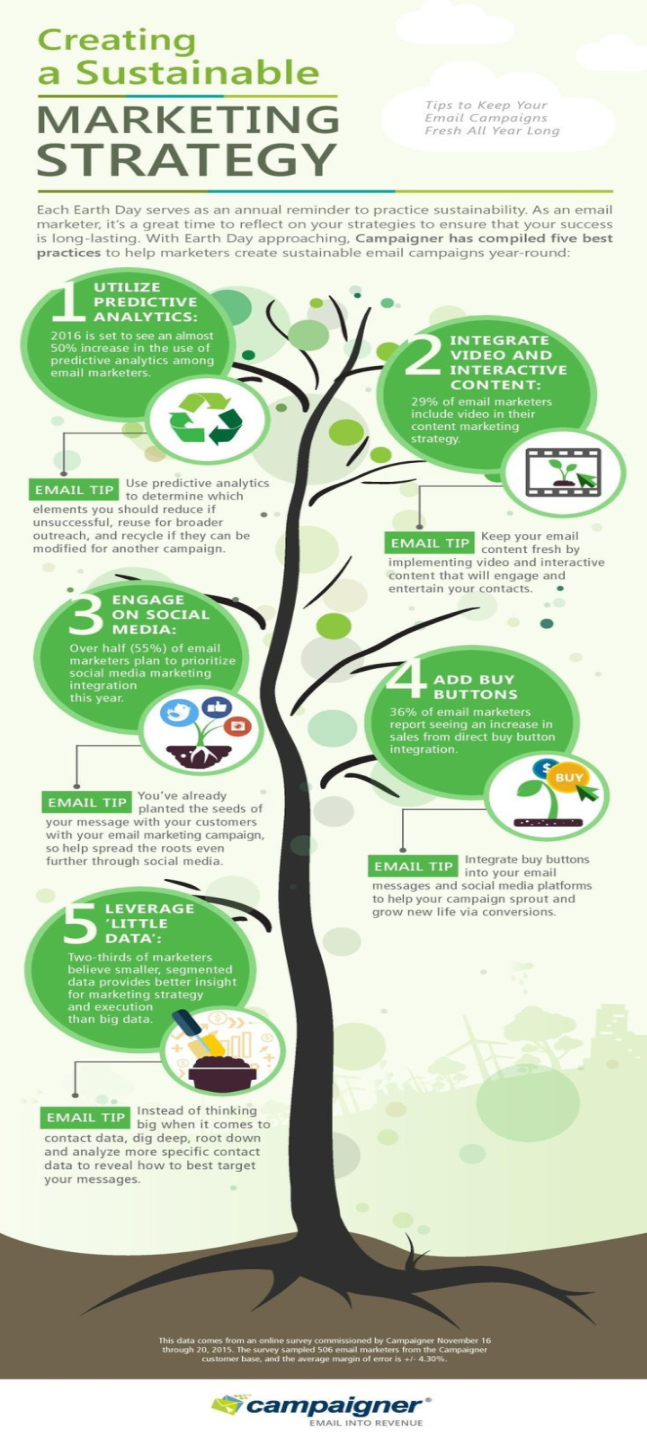 Creating
a Sustainable
MARKETING
STRATEGY
Tips to Keep Your
Email Campaigns
Fresh All Year Long
Each Earth Day serves as an annual reminder to practice sustainability. As an email
marketer, it's a great time to reflect on your strategies to ensure that your success
is long-lasting. With Earth Day approaching, Campaigner has compiled five best
practices to help marketers create sustainable email campaigns year-round:
1 UTILIZE
PREDICTIVE
ANALYTICS:
2016 is set to see an almost
50% increase in the use of
predictive analytics among
email marketers.
EMAIL TIP Use predictive analytics
to determine which
elements you should reduce if
unsuccessful, reuse for broader
outreach, and recycle if they can be
modified for another campaign.
2 INTEGRATE
VIDEO AND
INTERACTIVE
CONTENT:
29% of email marketers
include video in their
content marketing
strategy.
EMAIL TIP Keep your email
content fresh by
implementing video and interactive
content that will engage and
entertain your contacts.
3 ENGAGE
ON SOCIAL
MEDIA:
Over half (55%) of email
marketers plan to prioritize
social media marketing
integration
this year.
EMAIL TIP You've already
planted the seeds of
your message with your customers
with your email marketing campaign,
so help spread the roots even
further through social media.
4 ADD BUY
BUTTONS
36% of email marketers
report seeing an increase in
sales from direct buy button
integration.
$
BUY
EMAIL TIP Integrate buy buttons
into your email
messages and social media platforms
to help your campaign sprout and
grow new life via conversions.
5 LEVERAGE
'LITTLE
DATA':
Two-thirds of marketers
believe smaller, segmented
data provides better insight
for marketing strategy
and execution
than big data.
EMAIL TIP Instead of thinking
big when it comes to
contact data, dig deep, root down
and analyze more specific contact
data to reveal how to best target
your messages.
This data comes from an online survey commissioned by Campaigner November 16
through 20, 2015. The survey sampled 506 email marketers from the Campaigner
customer base, and the average margin of error is +/- 4.30%.
campaigner®
EMAIL INTO REVENUE